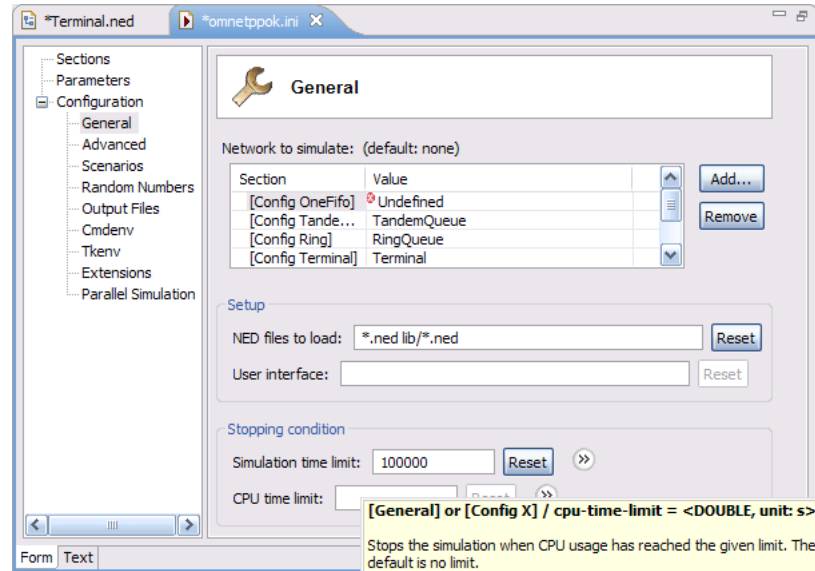 *Terminal.ned
*omnetppok.ini
Sections
Parameters
Configuration
General
Advanced
Scenarios
Random Numbers
Output Files
Cmdenv
Tkenv
Extensions
Parallel Simulation
General
Network to simulate: (default: none)
Section Value
[Config OneFifo] Undefined
[Config Tande... TandemQueue
[Config Ring] RingQueue
[Config Terminal] Terminal
Add...
Remove
Setup
NED files to load: *.ned lib/*.ned Reset
User interface: Reset
Stopping condition
Simulation time limit: 100000 Reset
CPU time limit: Reset
[General] or [Config X] / cpu-time-limit = <DOUBLE, unit: s>
Stops the simulation when CPU usage has reached the given limit. The
default is no limit.
Form Text